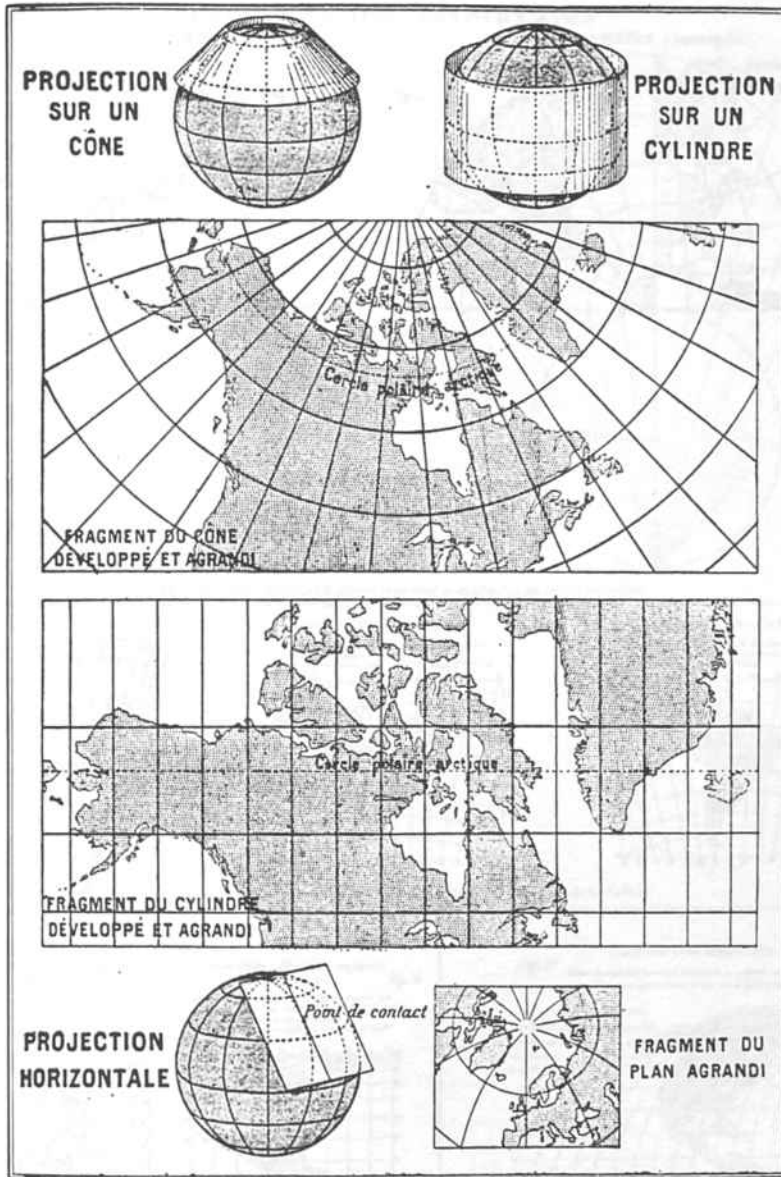 PROJECTION
SUR UN
CÔNE
PROJECTION
SUR UN
CYLINDRE
Cercle polaire arctique
FRAGMENT DU CÔNE
DÉVELOPPÉ ET AGRANDI
Cercle polaire arctique
FRAGMENT DU CYLINDRE
DÉVELOPPÉ ET AGRANDI
PROJECTION
HORIZONTALE
Point de contact
FRAGMENT DU
PLAN AGRANDI